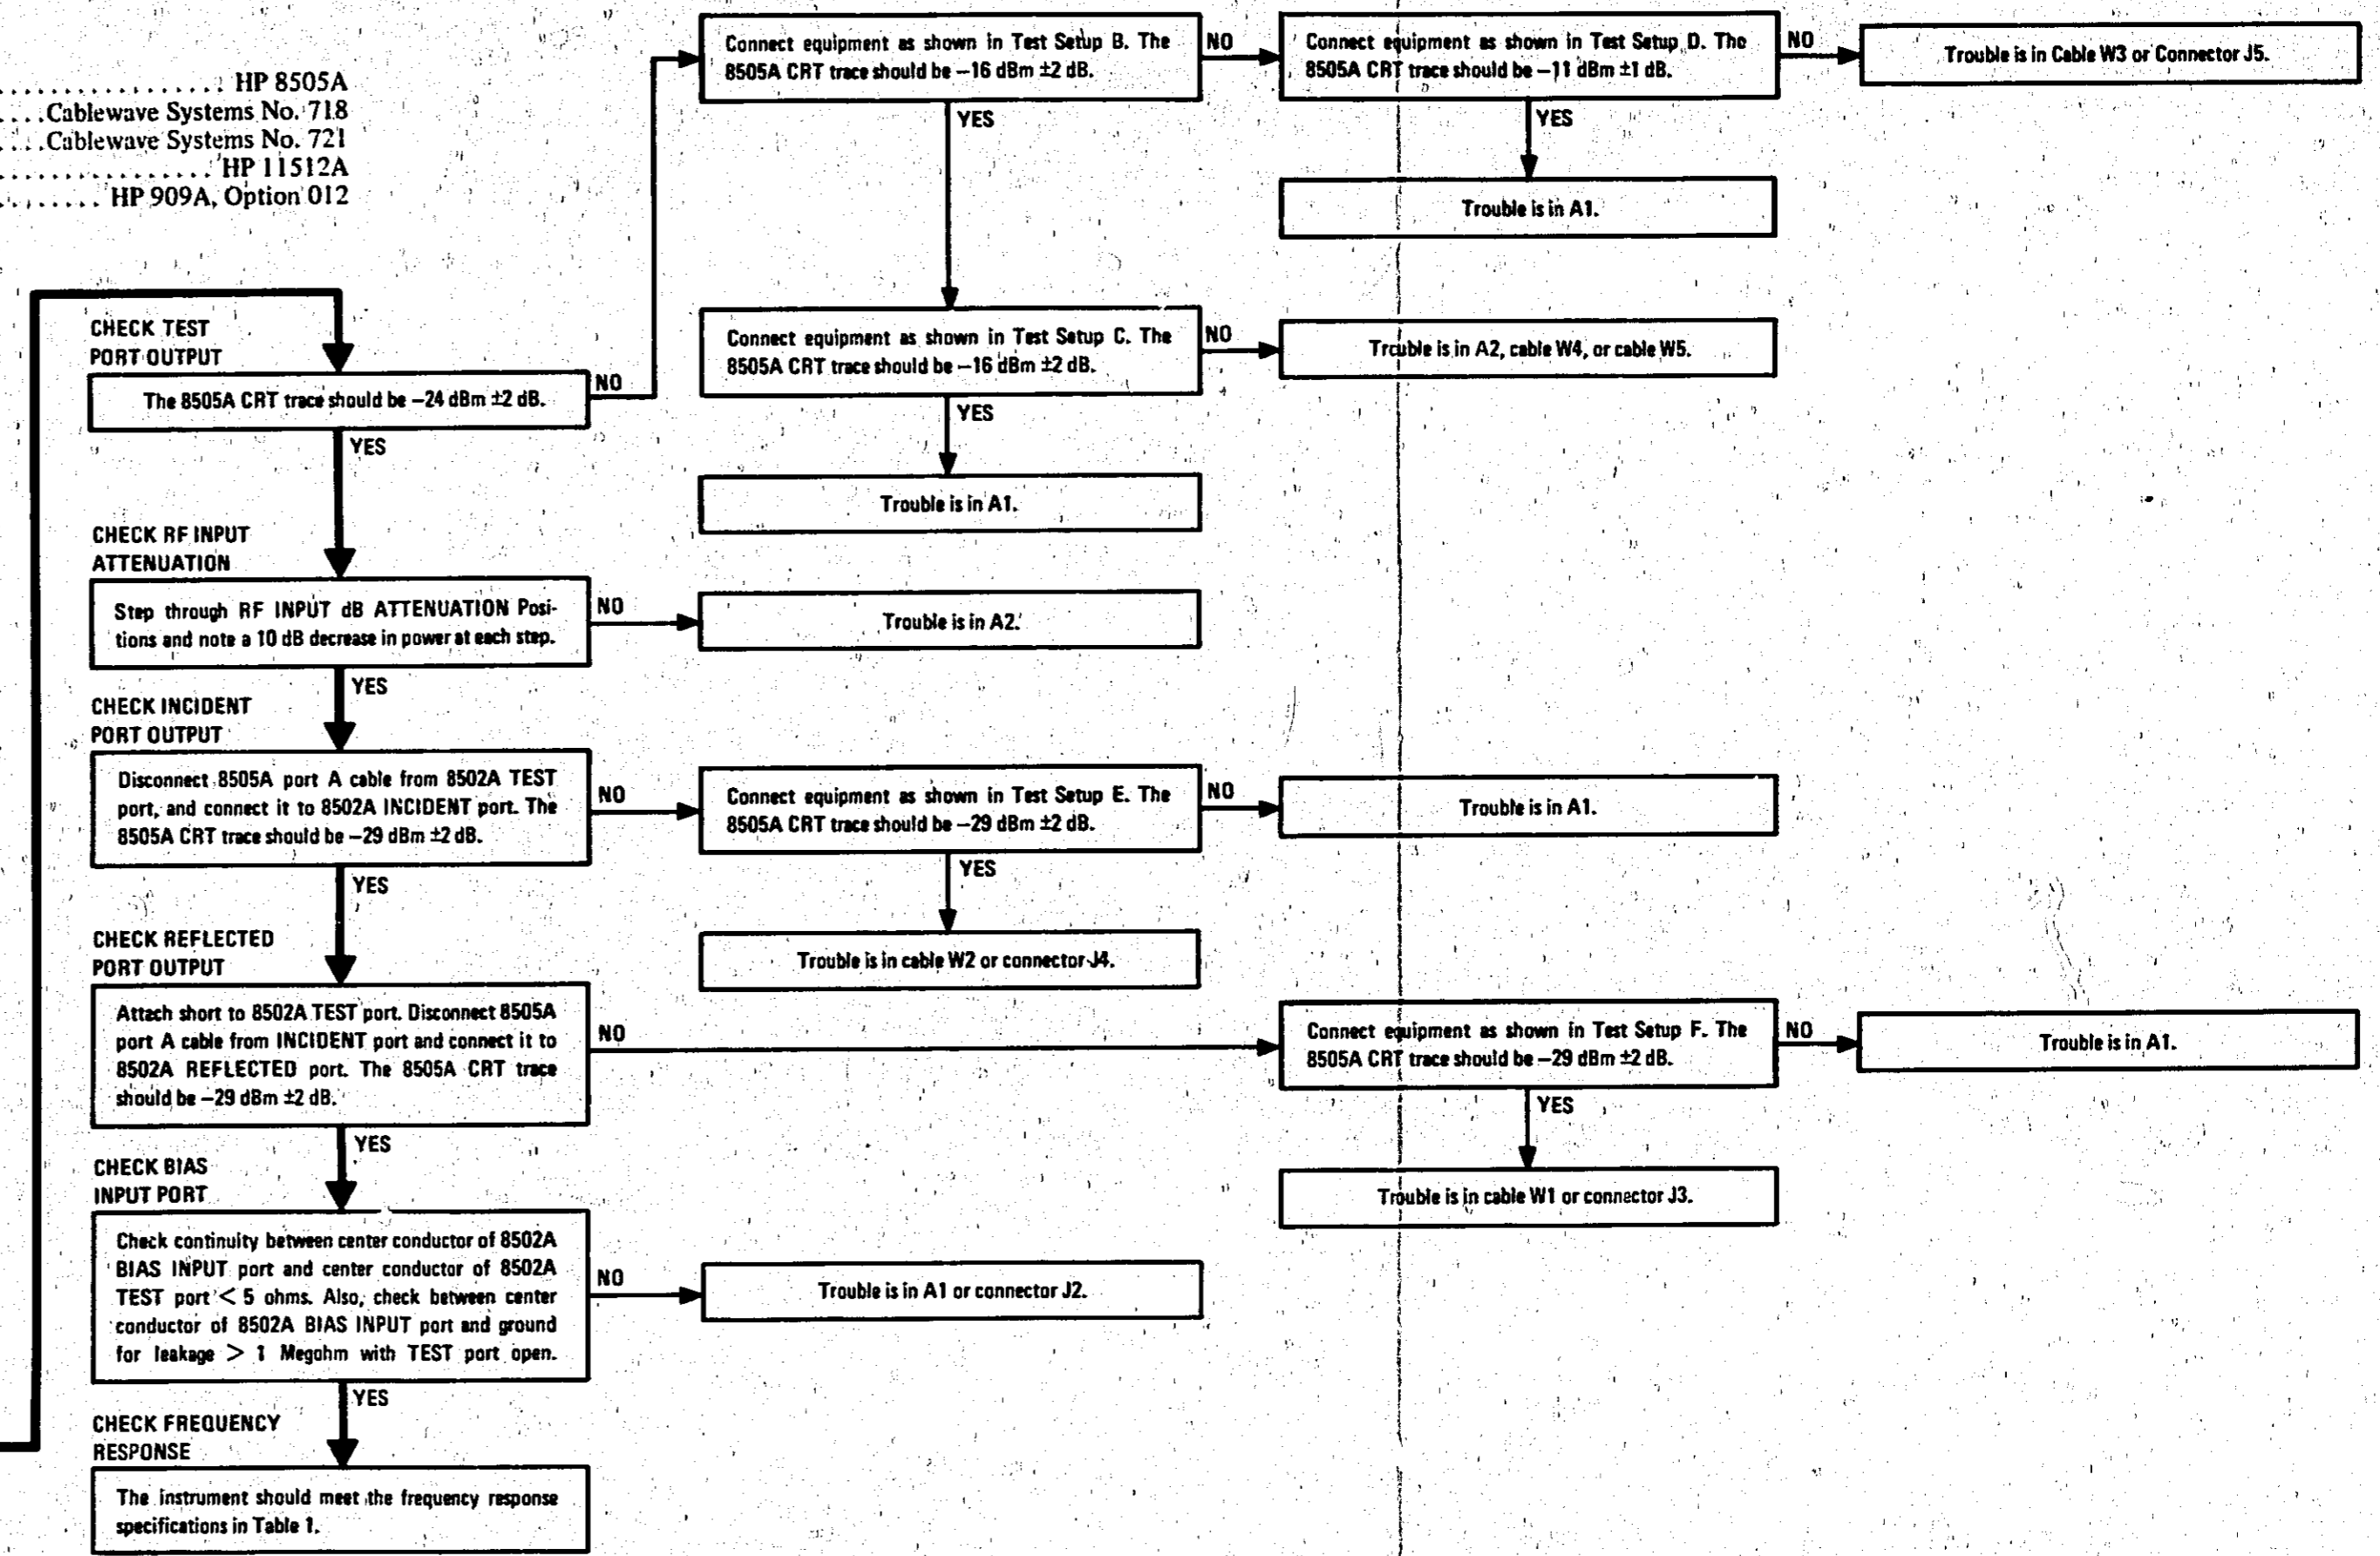 HP 8505A
Cablewave Systems No. 718
Cablewave Systems No. 721
HP 11512A
HP 909A, Option 012
Connect equipment as shown in Test Setup B. The
8505A CRT trace should be –16 dBm ±2 dB.
NO
Connect equipment as shown in Test Setup D. The
8505A CRT trace should be –11 dBm ±1 dB.
NO
Trouble is in Cable W3 or Connector J5.
YES
YES
Trouble is in A1.
CHECK TEST
PORT OUTPUT
The 8505A CRT trace should be –24 dBm ±2 dB.
NO
YES
Connect equipment as shown in Test Setup C. The
8505A CRT trace should be –16 dBm ±2 dB.
NO
Trouble is in A2, cable W4, or cable W5.
YES
Trouble is in A1.
CHECK RF INPUT
ATTENUATION
Step through RF INPUT dB ATTENUATION Posi-
tions and note a 10 dB decrease in power at each step.
NO
Trouble is in A2.
YES
CHECK INCIDENT
PORT OUTPUT
Disconnect 8505A port A cable from 8502A TEST
port, and connect it to 8502A INCIDENT port. The
8505A CRT trace should be –29 dBm ±2 dB.
NO
Connect equipment as shown in Test Setup E. The
8505A CRT trace should be –29 dBm ±2 dB.
NO
Trouble is in A1.
YES
YES
Trouble is in cable W2 or connector J4.
CHECK REFLECTED
PORT OUTPUT
Attach short to 8502A TEST port. Disconnect 8505A
port A cable from INCIDENT port and connect it to
8502A REFLECTED port. The 8505A CRT trace
should be –29 dBm ±2 dB.
NO
Connect equipment as shown in Test Setup F. The
8505A CRT trace should be –29 dBm ±2 dB.
NO
Trouble is in A1.
YES
YES
Trouble is in cable W1 or connector J3.
CHECK BIAS
INPUT PORT
Check continuity between center conductor of 8502A
BIAS INPUT port and center conductor of 8502A
TEST port < 5 ohms. Also, check between center
conductor of 8502A BIAS INPUT port and ground
for leakage > 1 Megohm with TEST port open.
NO
Trouble is in A1 or connector J2.
YES
CHECK FREQUENCY
RESPONSE
The instrument should meet the frequency response
specifications in Table 1.